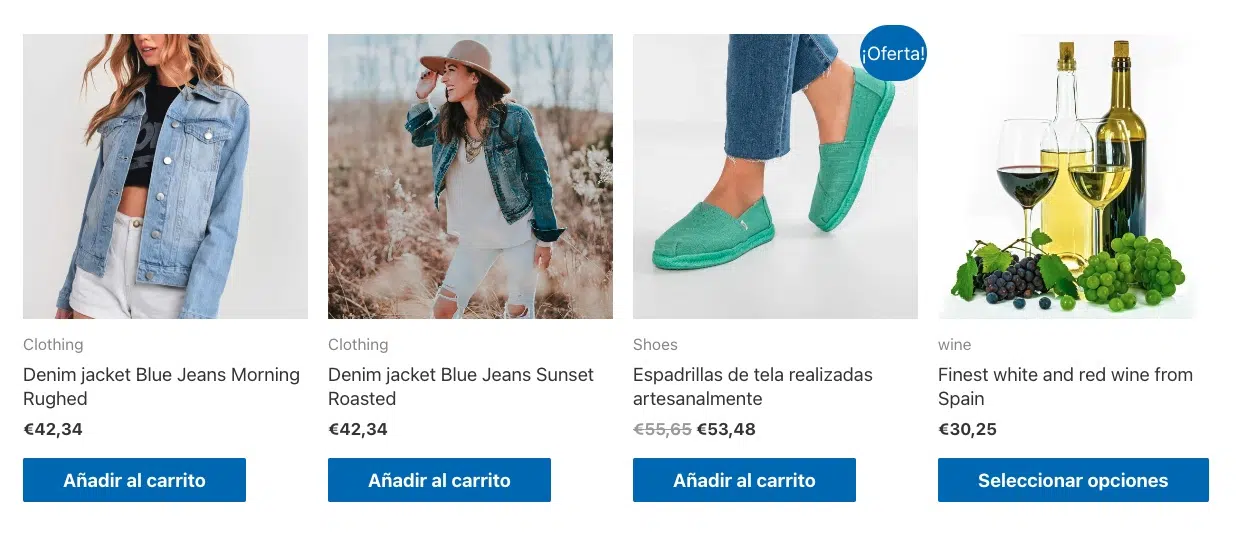 ¡Oferta!
Clothing
Denim jacket Blue Jeans Morning
Rughed
€42,34
Añadir al carrito
Clothing
Denim jacket Blue Jeans Sunset
Roasted
€42,34
Añadir al carrito
Shoes
Espadrillas de tela realizadas
artesanalmente
€55,65 €53,48
Añadir al carrito
wine
Finest white and red wine from
Spain
€30,25
Seleccionar opciones